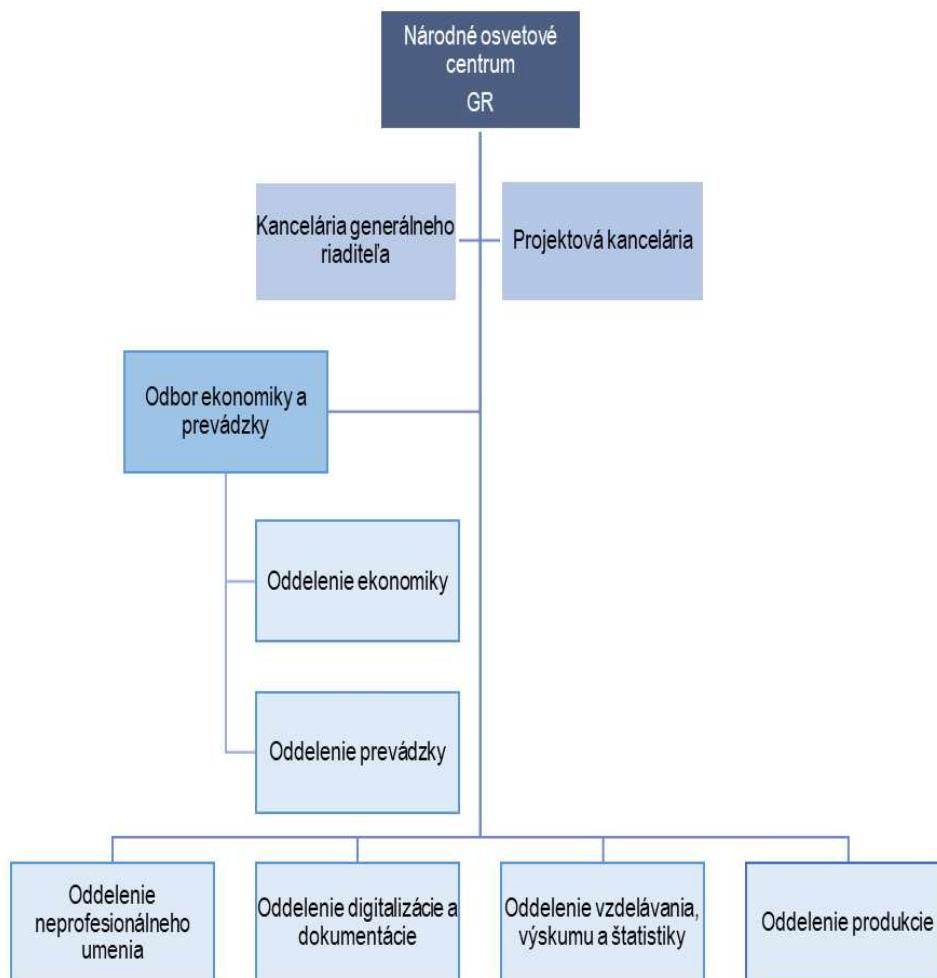 Národné osvetové
centrum
GR
Kancelária generálneho
riaditeľa
Projektová kancelária
Odbor ekonomiky a
prevádzky
Oddelenie ekonomiky
Oddelenie prevádzky
Oddelenie
neprofesionálneho
umenia
Oddelenie digitalizácie a
dokumentácie
Oddelenie vzdelávania,
výskumu a štatistiky
Oddelenie produkcie